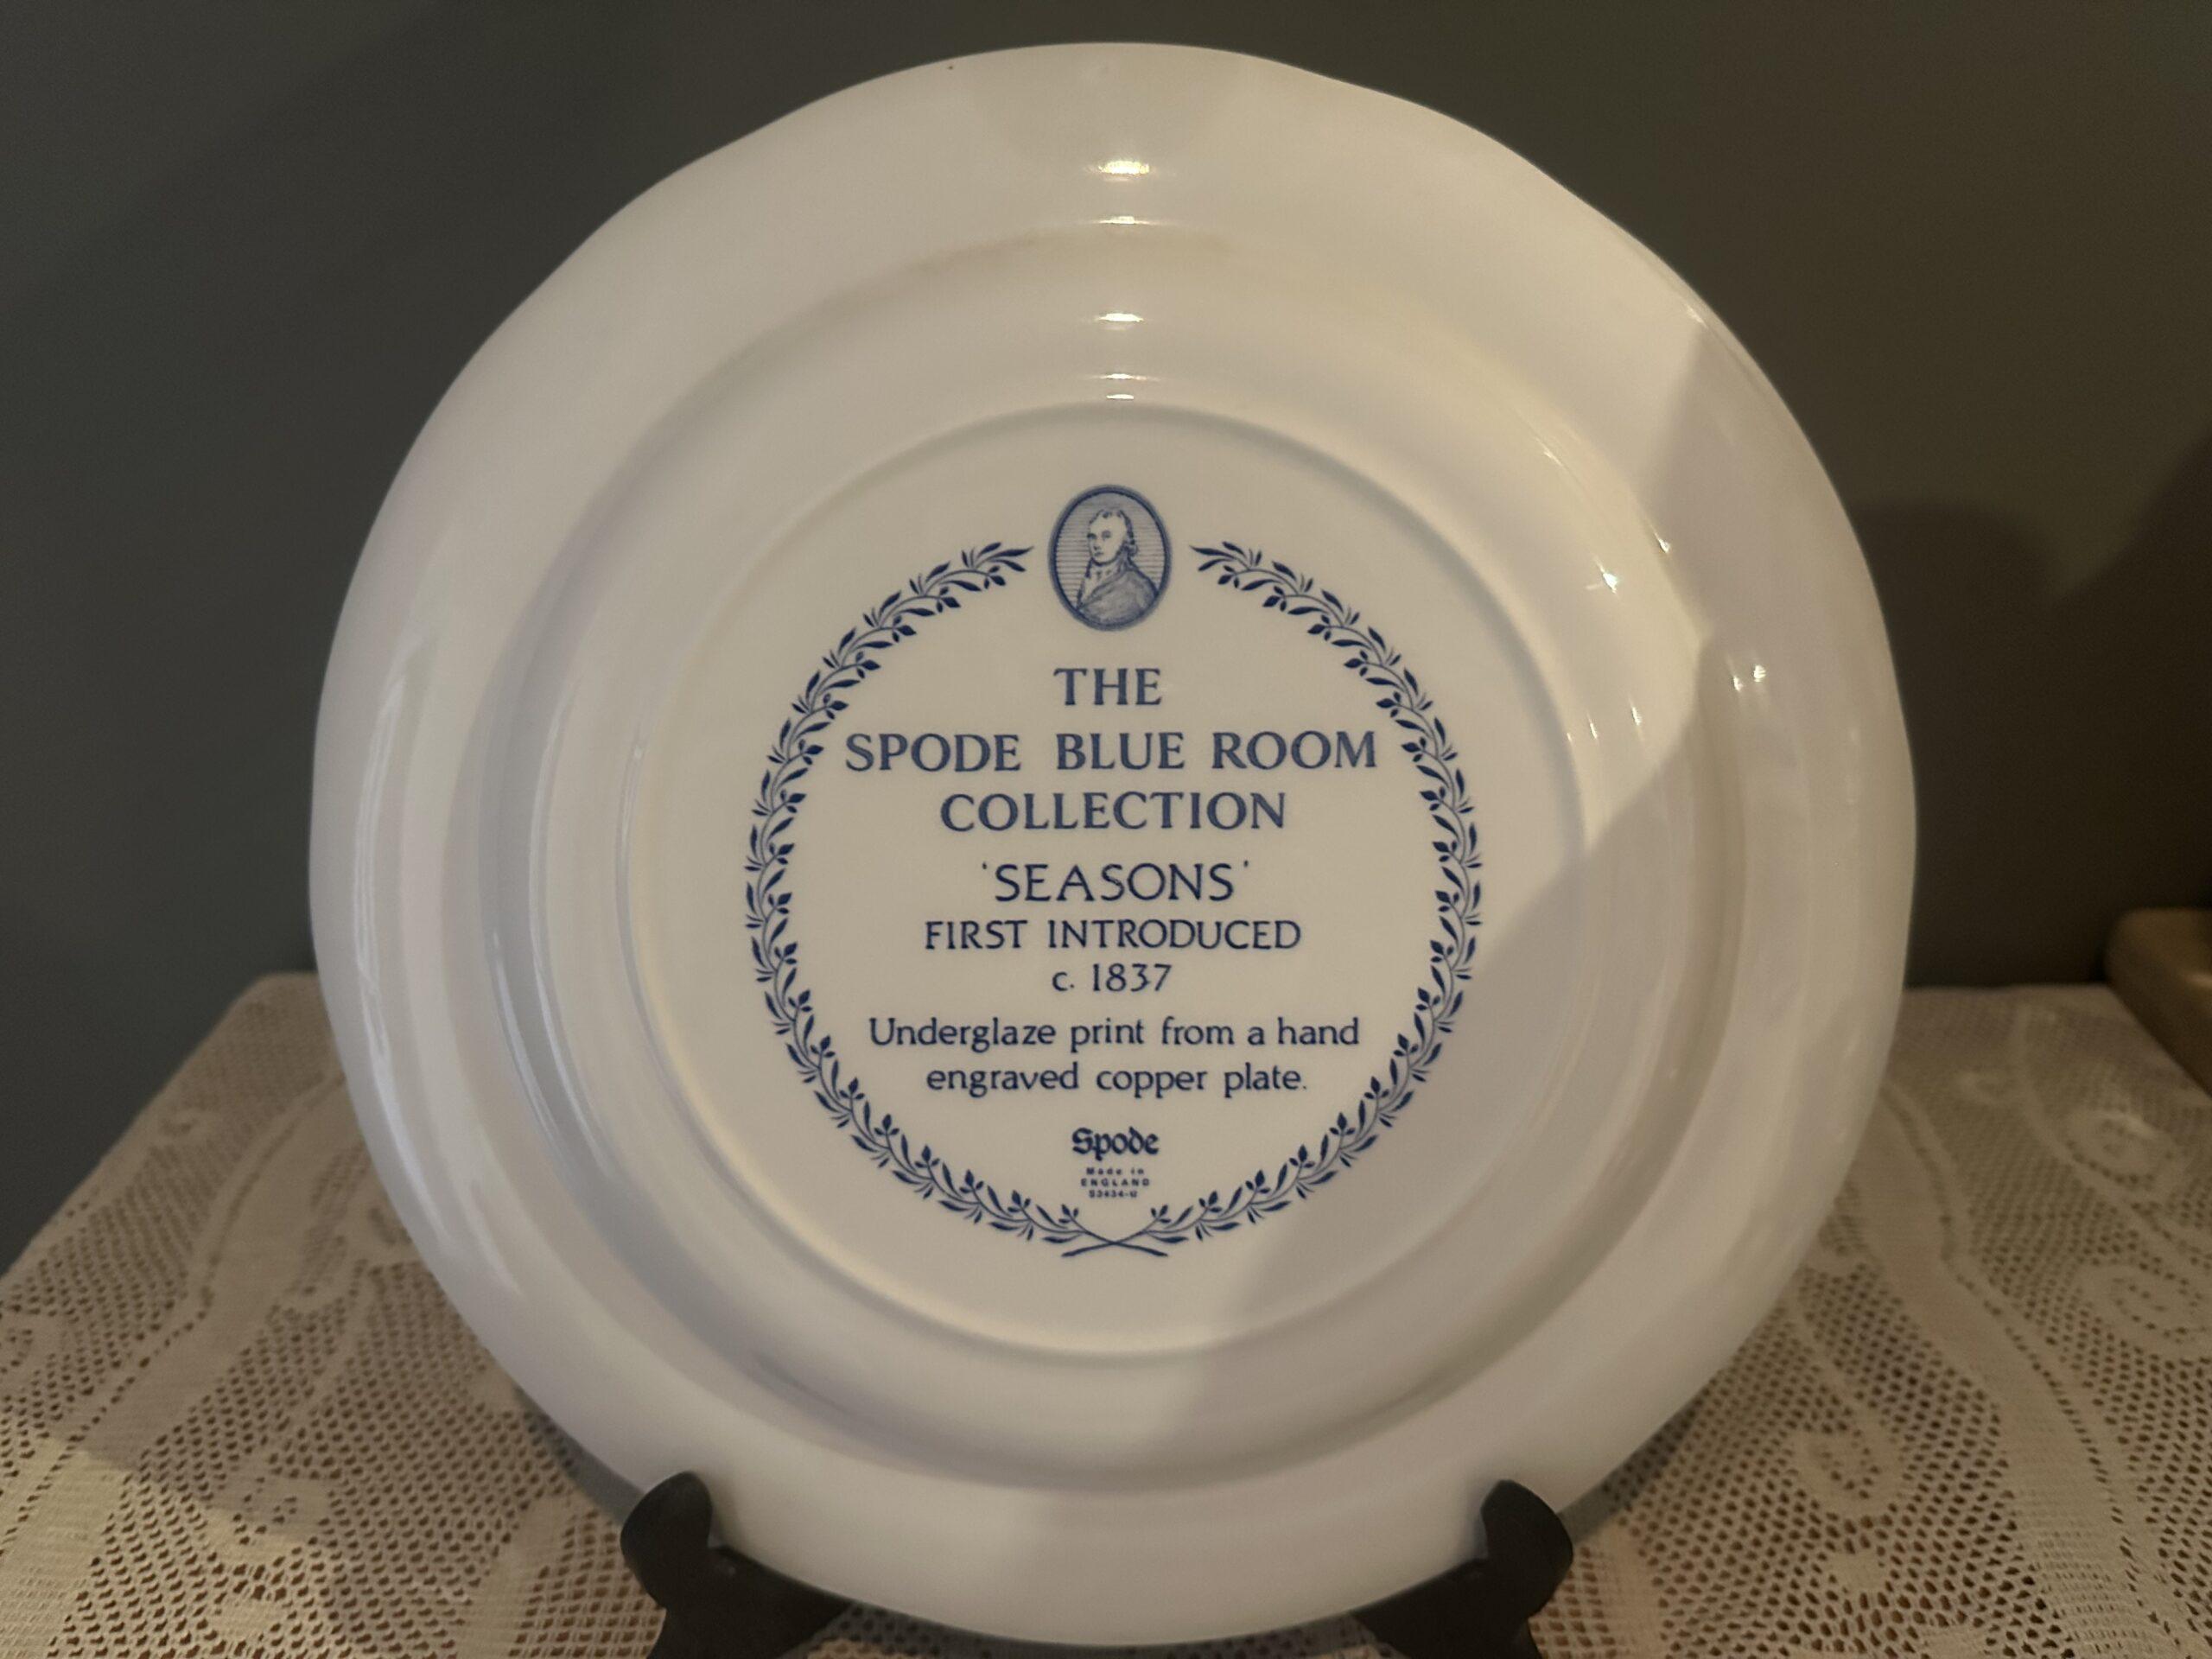 THE
SPODE BLUE ROOM
COLLECTION
'SEASONS'
FIRST INTRODUCED
c. 1837
Underglaze print from a hand
engraved copper plate.
Spode
Made in
ENGLAND
S3434-U